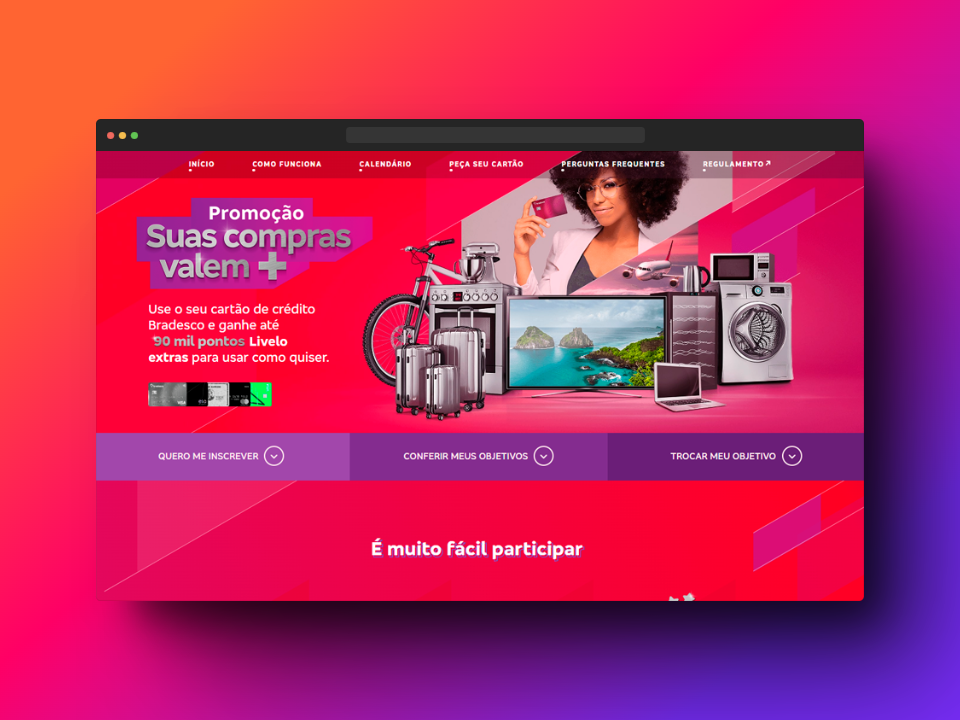 INÍCIO
COMO FUNCIONA
CALENDÁRIO
PEÇA SEU CARTÃO
PERGUNTAS FREQUENTES
REGULAMENTO
Promoção
Suas compras
valem +
Use o seu cartão de crédito
Bradesco e ganhe até
90 mil pontos Livelo
extras para usar como quiser.
QUERO ME INSCREVER
CONFERIR MEUS OBJETIVOS
TROCAR MEU OBJETIVO
É muito fácil participar